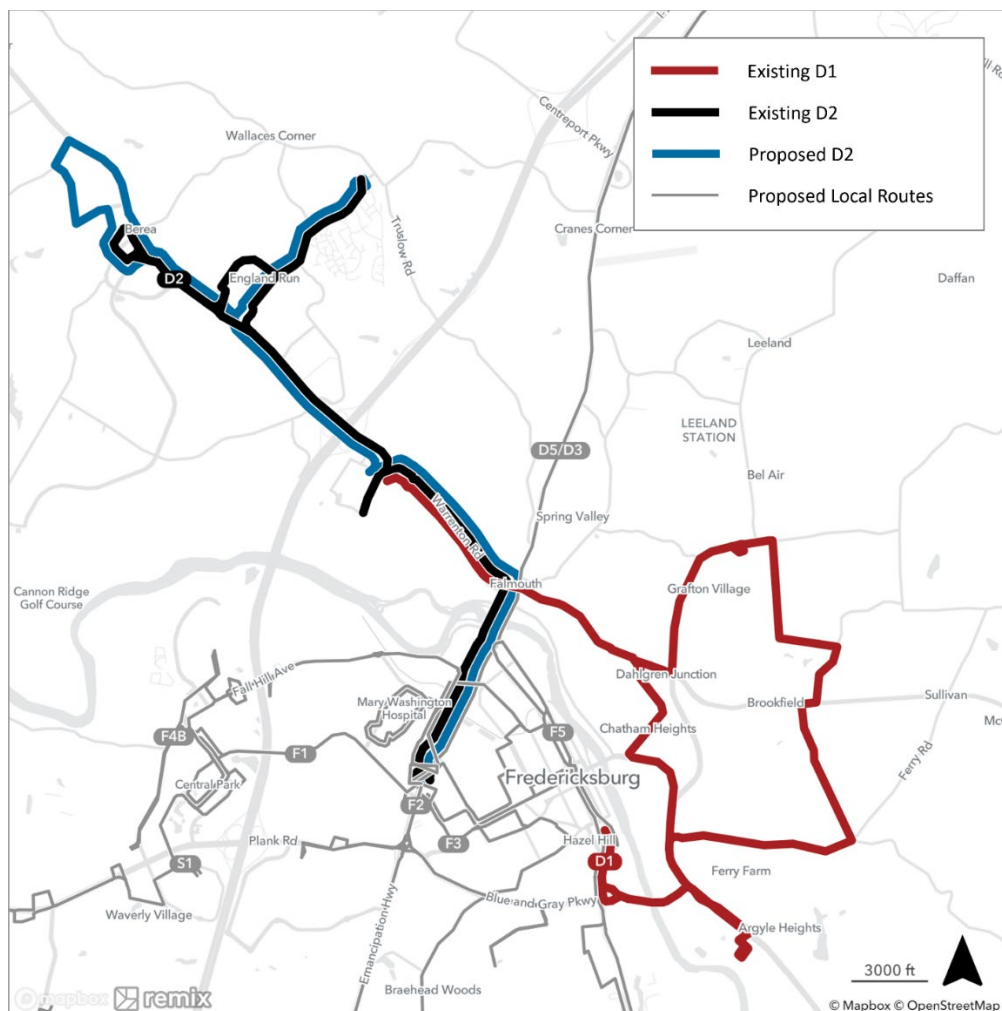 Existing D1
Existing D2
Proposed D2
Proposed Local Routes
Centreport Pkwy
Wallaces Corner
Truslow Rd
Cranes Corner
Berea
D2
England Run
Daffan
Leeland
LEELAND
STATION
D5/D3
Bel Air
Spring Valley
Warrenton Rd
Cannon Ridge
Golf Course
Falmouth
Grafton Village
Dahlgren Junction
Fall Hill Ave
Mary Washington
Hospital
Brookfield
Sullivan
Chatham Heights
F4B
F1
F5
Ferry Rd
Central Park
Fredericksburg
F2
Plank Rd
F3
Hazel Hill
S1
D1
Ferry Farm
Waverly Village
Blue and Gray Pkwy
Emancipation Hwy
Argyle Heights
Braehead Woods
3000 ft
mapbox remix
© Mapbox © OpenStreetMap